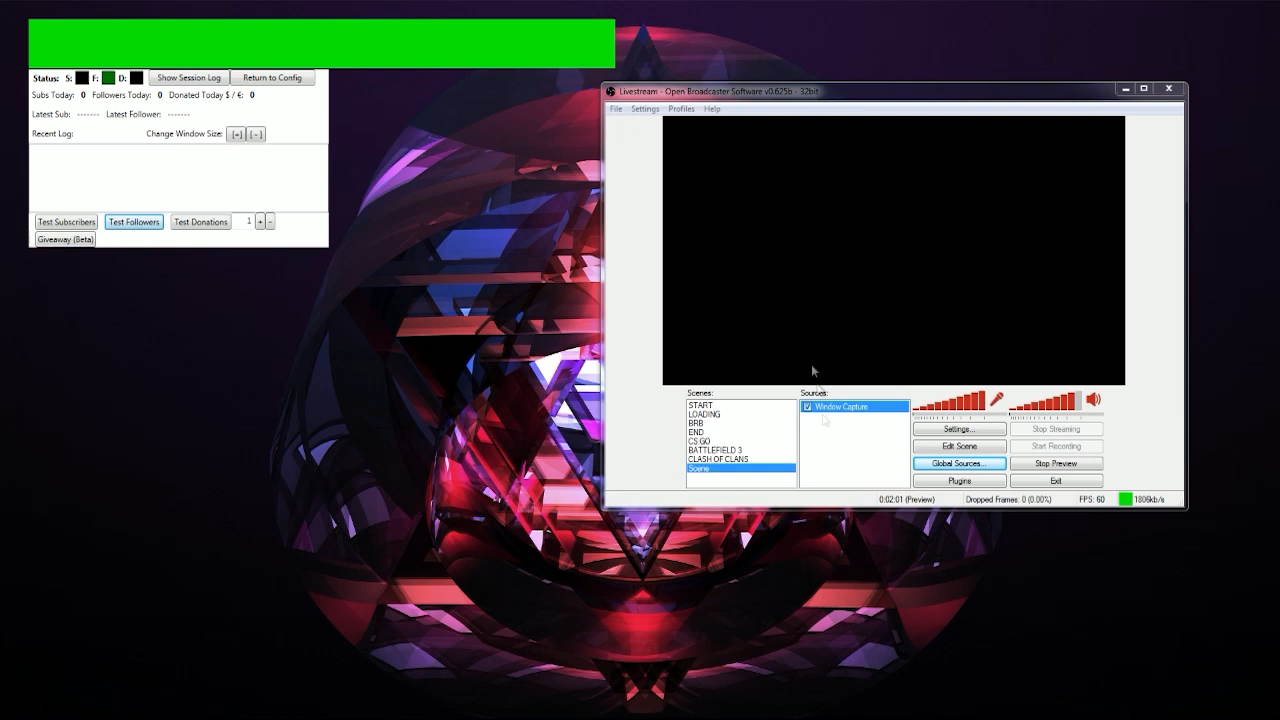 Status: S: F: D: Show Session Log Return to Config
Subs Today: 0 Followers Today: 0 Donated Today $ / €: 0
Latest Sub: ------- Latest Follower: -------
Recent Log: Change Window Size: [+] [ - ]
Test Subscribers Test Followers Test Donations 1 + -
Giveaway (Beta)
Livestream - Open Broadcaster Software v0.625b - 32bit
File Settings Profiles Help
Scenes:
START
LOADING
BRB
END
CS:GO
BATTLEFIELD 3
CLASH OF CLANS
Scene
Sources:
Window Capture
Settings... Stop Streaming
Edit Scene Start Recording
Global Sources... Stop Preview
Plugins Exit
0:02:01 (Preview) Dropped Frames: 0 (0.00%) FPS: 60 1806kb/s